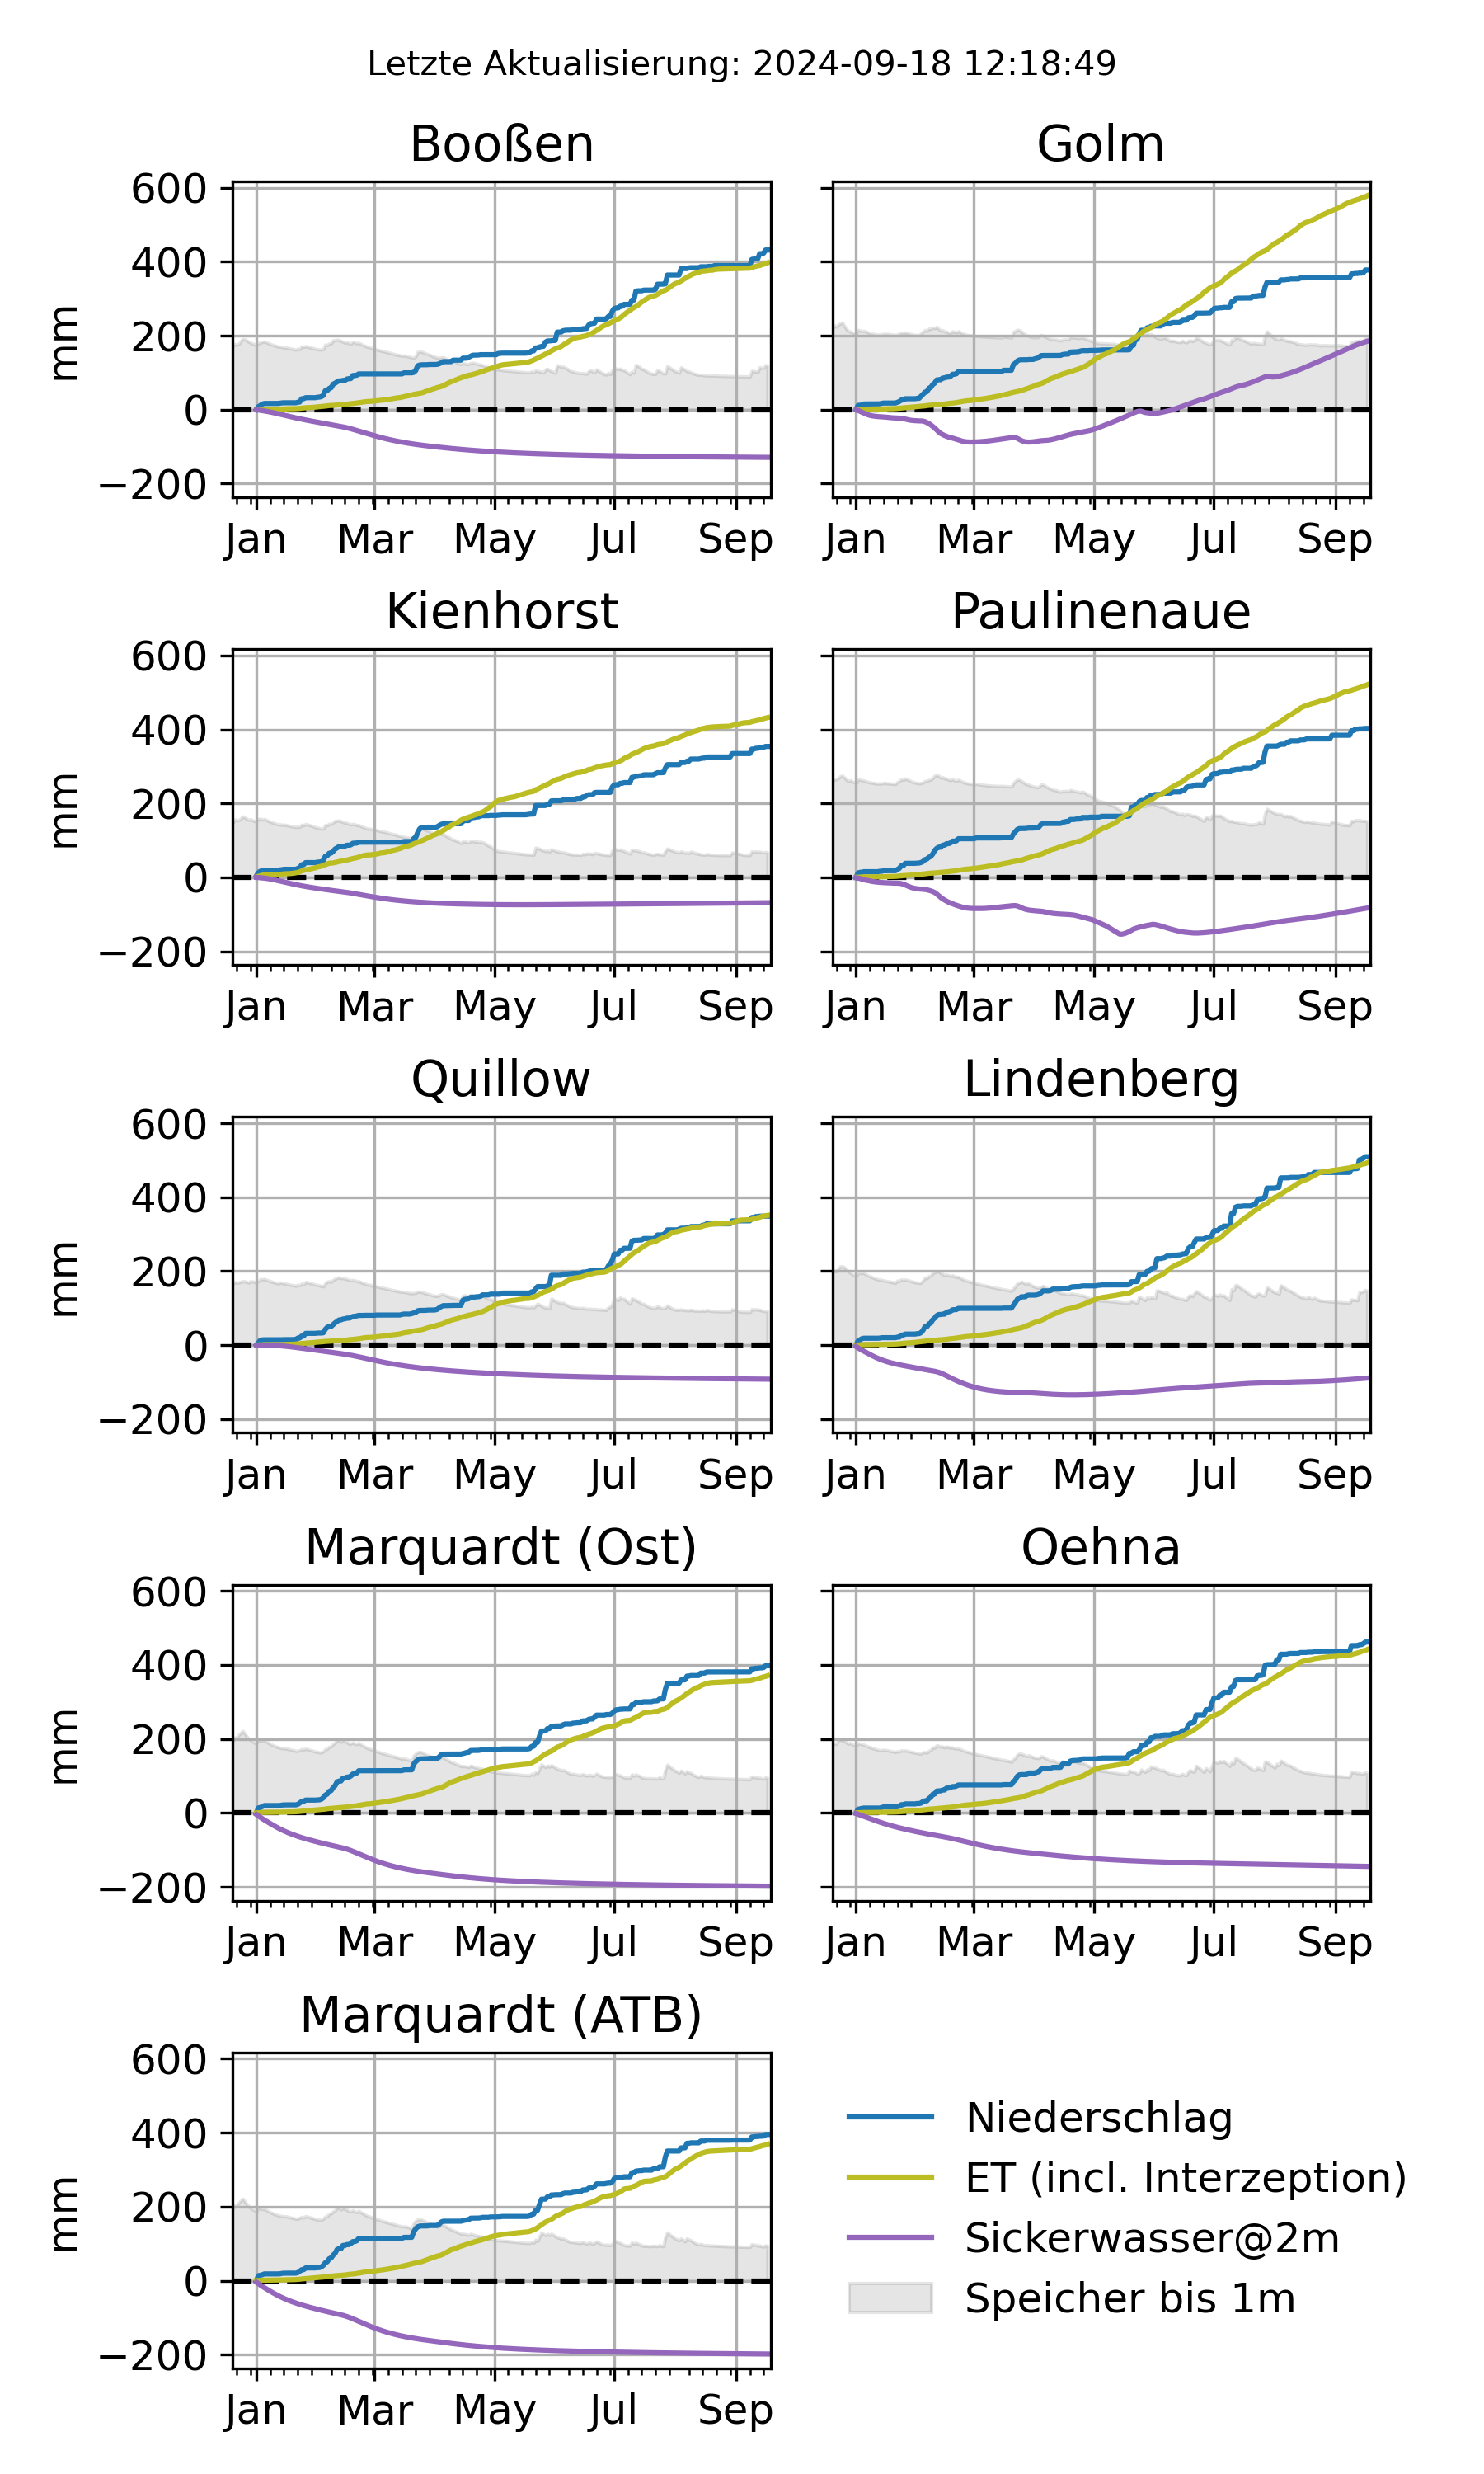 Letzte Aktualisierung: 2024-09-18 12:18:49
Booßen
Golm
600
400
200
0
−200
mm
Jan Mar May Jul Sep
Jan Mar May Jul Sep
Kienhorst
Paulinenaue
600
400
200
0
−200
mm
Jan Mar May Jul Sep
Jan Mar May Jul Sep
Quillow
Lindenberg
600
400
200
0
−200
mm
Jan Mar May Jul Sep
Jan Mar May Jul Sep
Marquardt (Ost)
Oehna
600
400
200
0
−200
mm
Jan Mar May Jul Sep
Jan Mar May Jul Sep
Marquardt (ATB)
600
400
200
0
−200
mm
Jan Mar May Jul Sep
Niederschlag
ET (incl. Interzeption)
Sickerwasser@2m
Speicher bis 1m